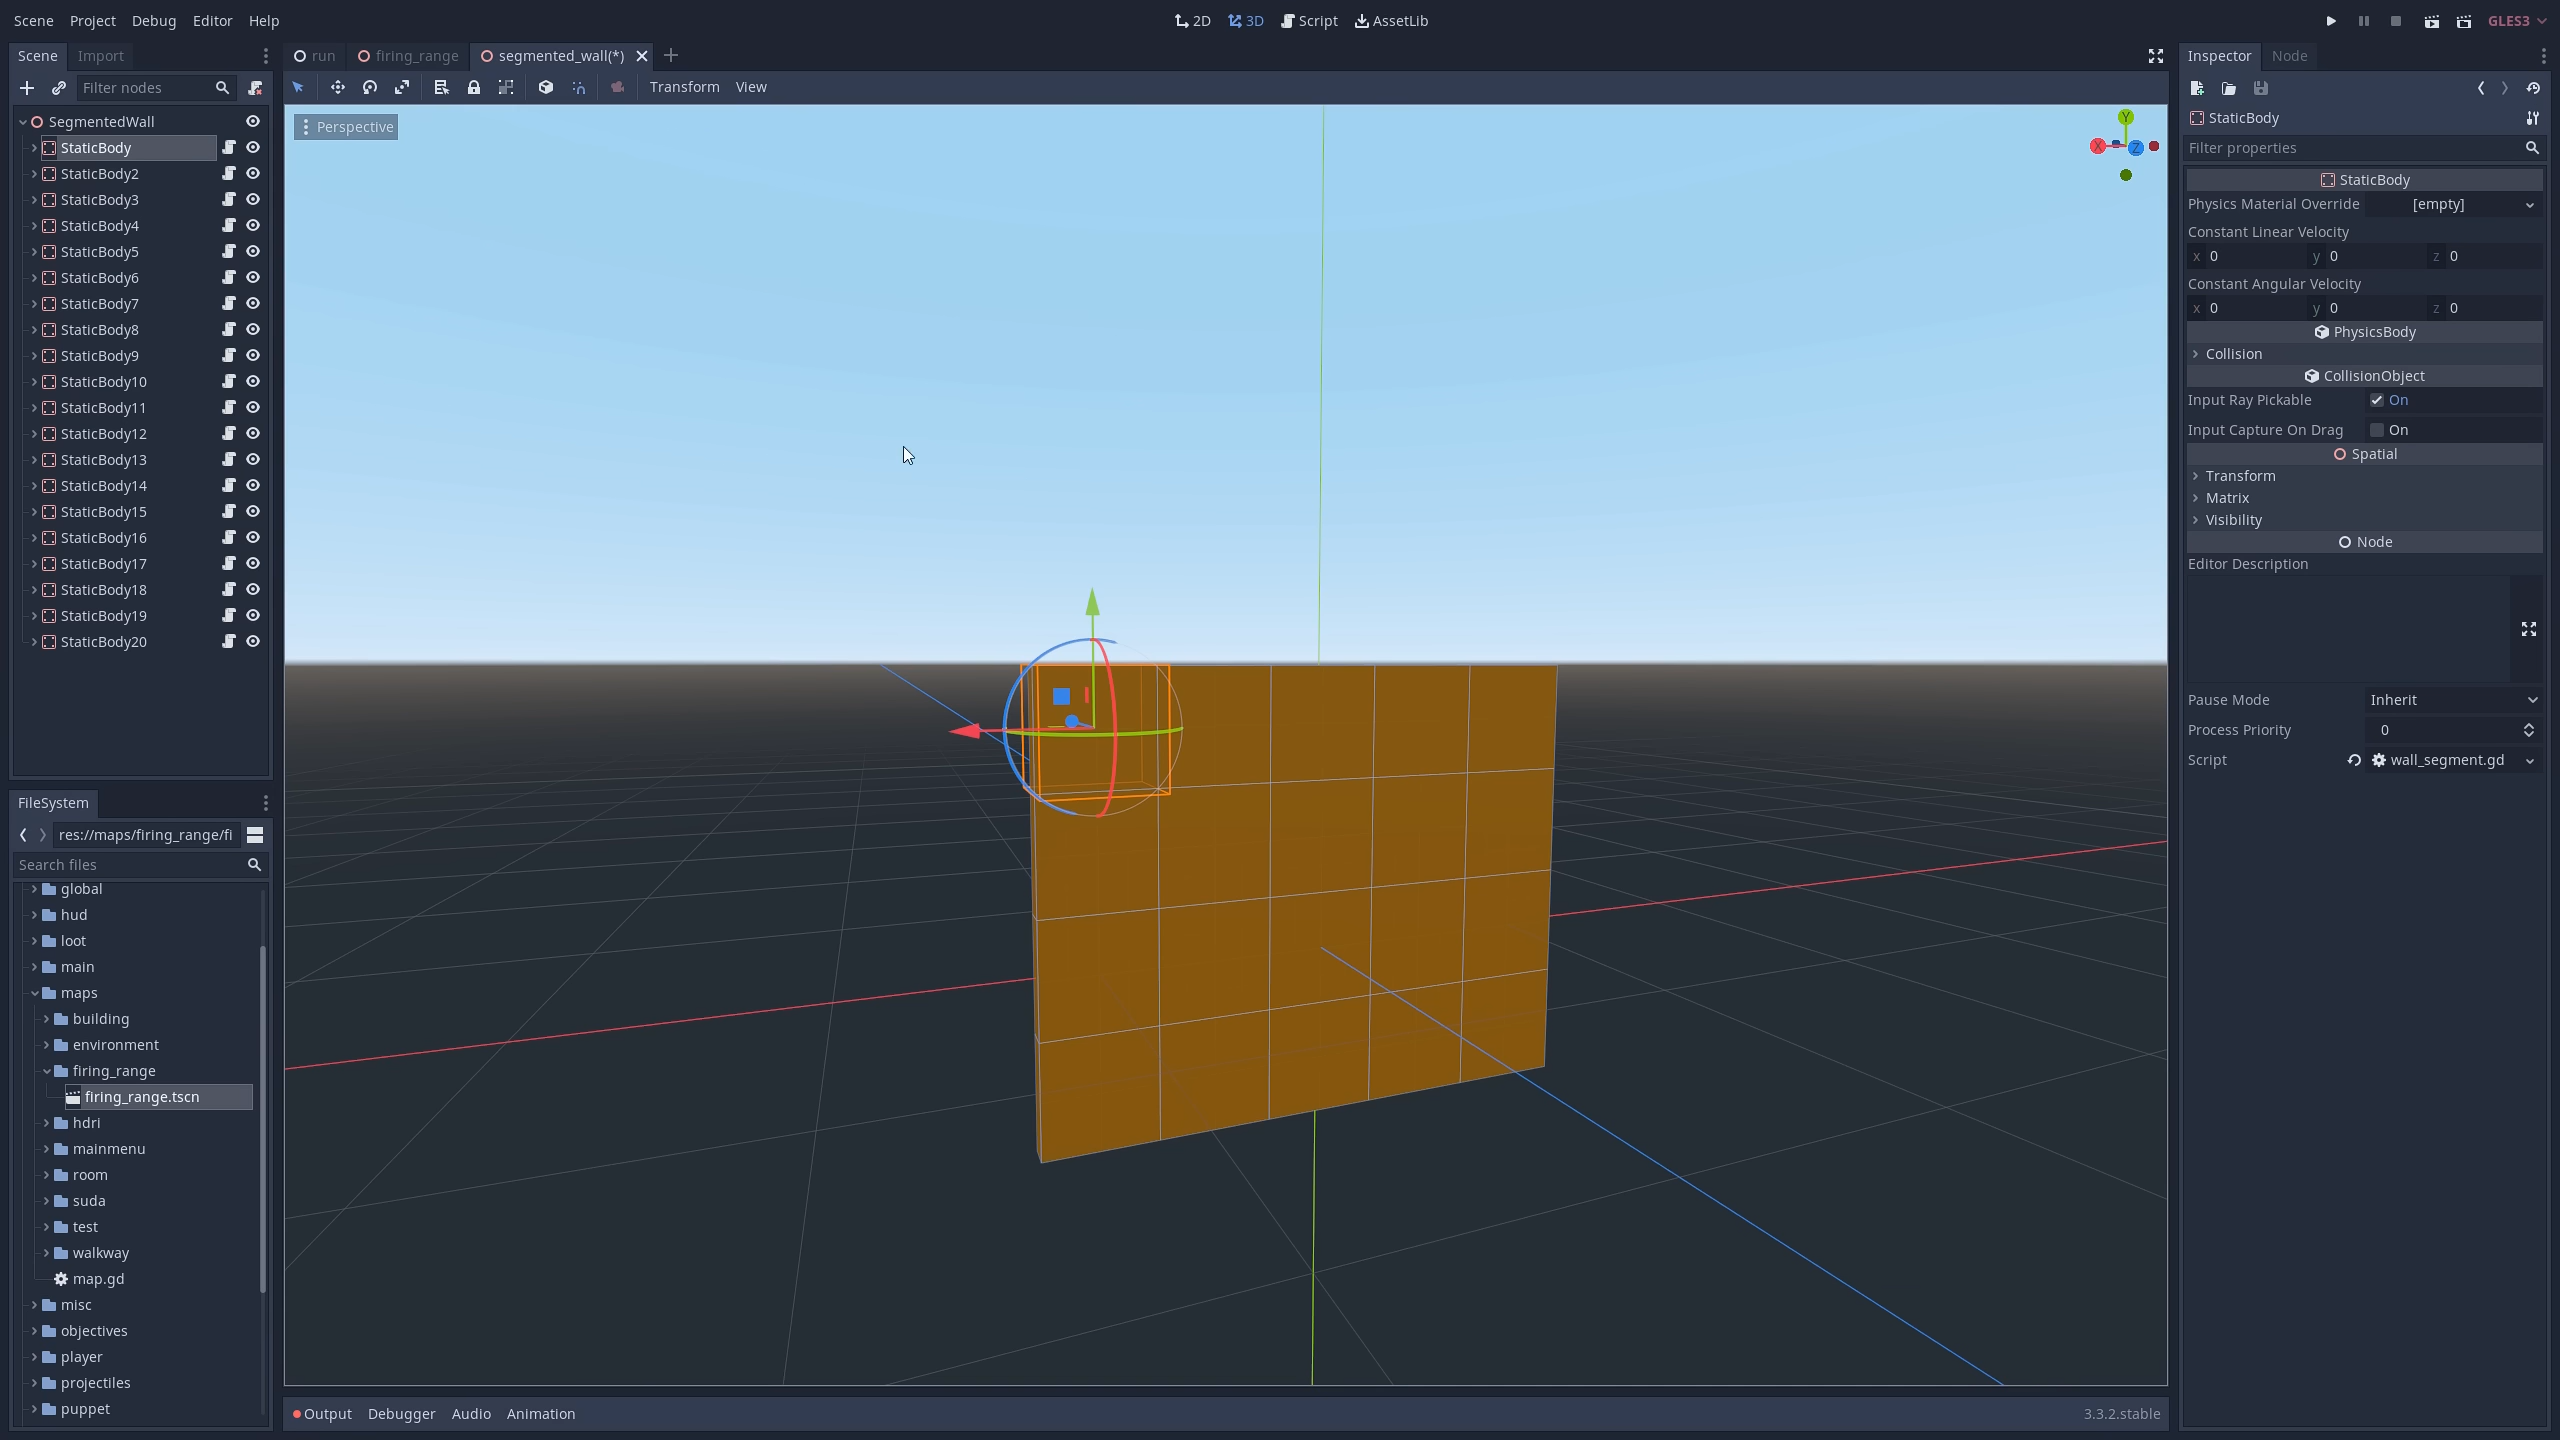 Scene Project Debug Editor Help
2D 3D Script AssetLib
GLES3
Scene Import
Filter nodes
SegmentedWall
StaticBody
StaticBody2
StaticBody3
StaticBody4
StaticBody5
StaticBody6
StaticBody7
StaticBody8
StaticBody9
StaticBody10
StaticBody11
StaticBody12
StaticBody13
StaticBody14
StaticBody15
StaticBody16
StaticBody17
StaticBody18
StaticBody19
StaticBody20
FileSystem
res://maps/firing_range/fi
Search files
global
hud
loot
main
maps
building
environment
firing_range
firing_range.tscn
hdri
mainmenu
room
suda
test
walkway
map.gd
misc
objectives
player
projectiles
puppet
run firing_range segmented_wall(*)
Transform View
Perspective
Y
X Z
Output Debugger Audio Animation
3.3.2.stable
Inspector Node
StaticBody
Filter properties
StaticBody
Physics Material Override [empty]
Constant Linear Velocity
x 0 y 0 z 0
Constant Angular Velocity
x 0 y 0 z 0
PhysicsBody
Collision
CollisionObject
Input Ray Pickable On
Input Capture On Drag On
Spatial
Transform
Matrix
Visibility
Node
Editor Description
Pause Mode Inherit
Process Priority 0
Script wall_segment.gd